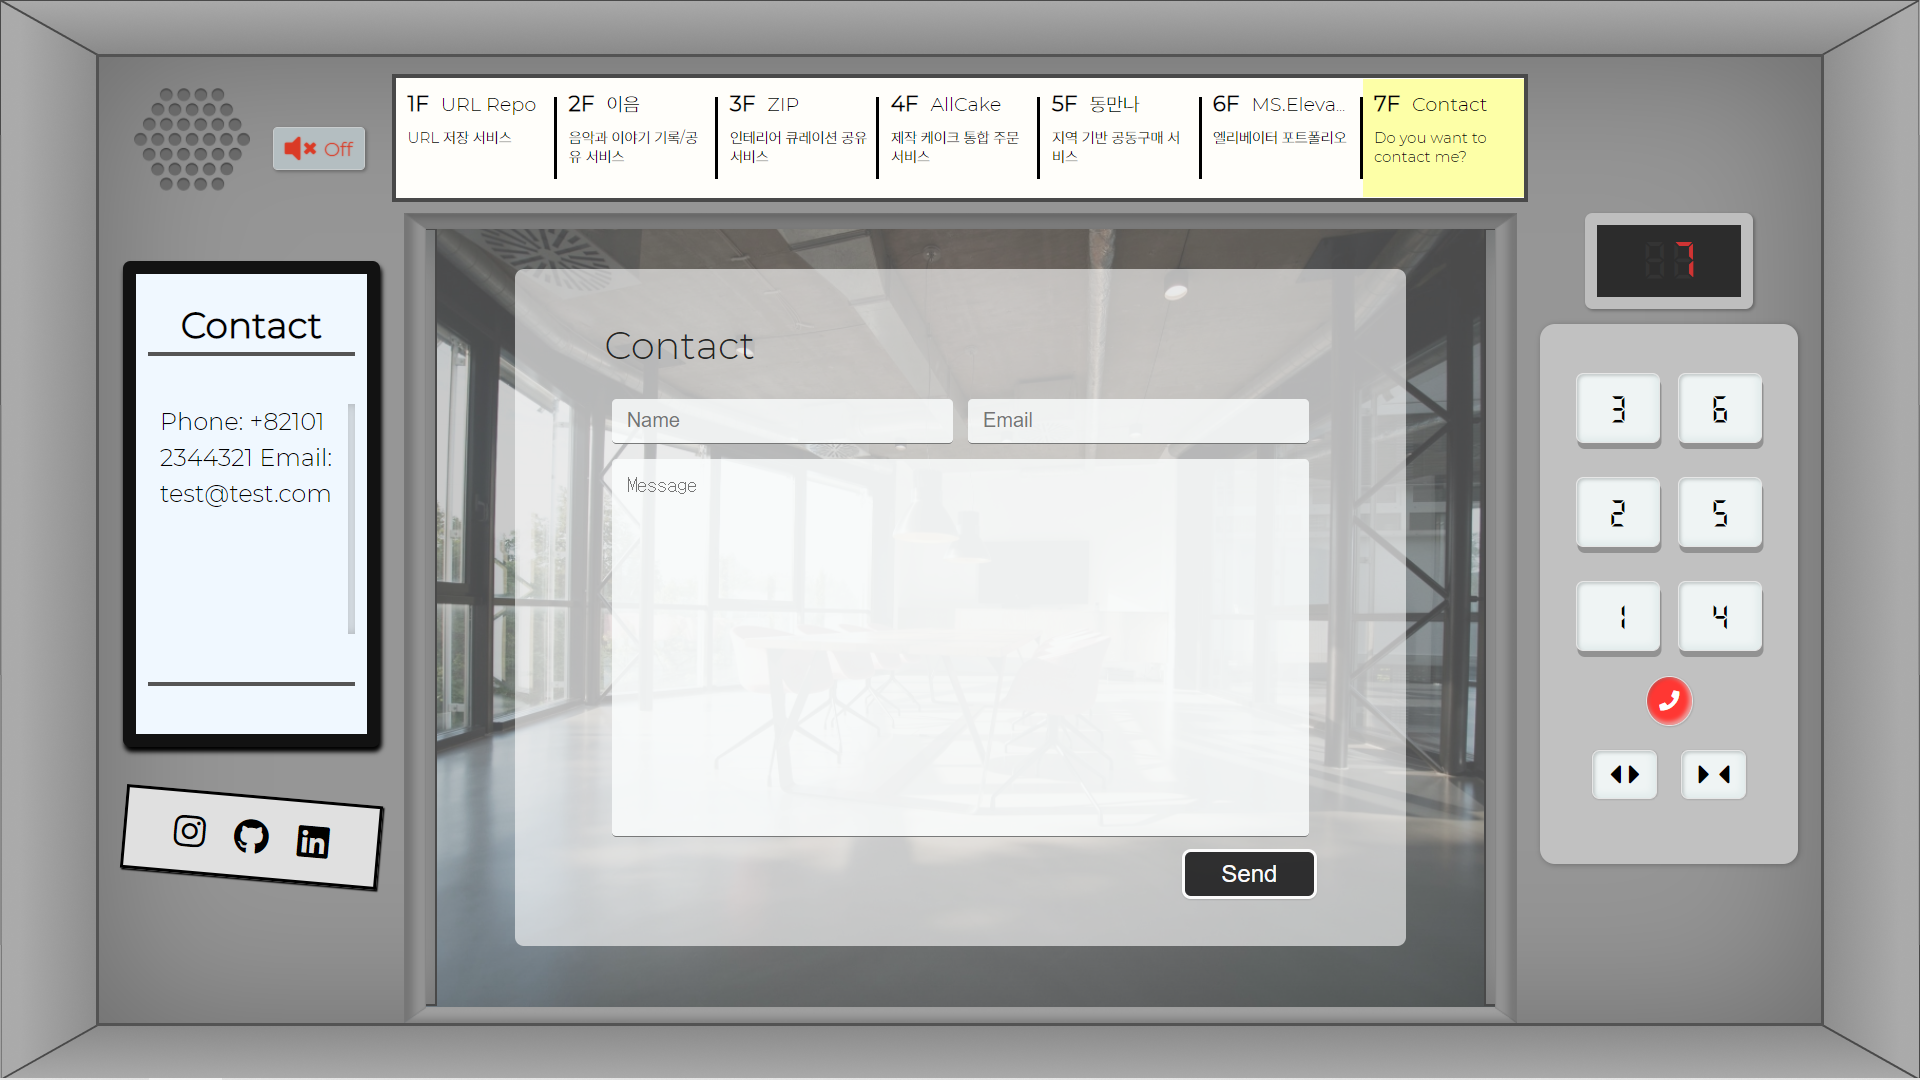 1F URL Repo
URL 저장 서비스
2F 이음
음악과 이야기 기록/공
유 서비스
3F ZIP
인테리어 큐레이션 공유
서비스
4F AllCake
제작 케이크 통합 주문
서비스
5F 동만나
지역 기반 공동구매 서
비스
6F MS.Eleva...
엘리베이터 포트폴리오
7F Contact
Do you want to
contact me?
Off
7
Contact
Phone: +82101
2344321 Email:
test@test.com
Contact
Name
Email
Message
Send
3
6
2
5
1
4
in